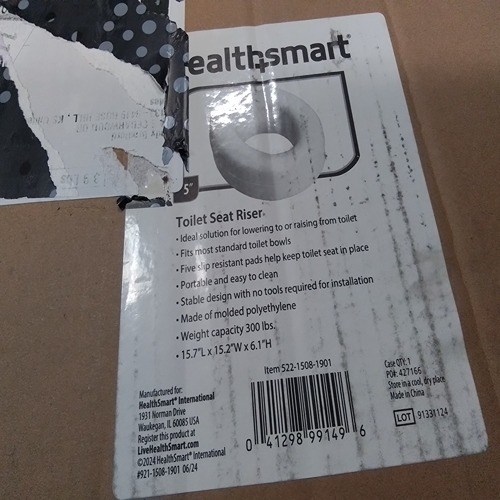 ealthsmart®
5"
Toilet Seat Riser
• Ideal solution for lowering to or raising from toilet
• Fits most standard toilet bowls
• Five slip resistant pads help keep toilet seat in place
• Portable and easy to clean
• Stable design with no tools required for installation
• Made of molded polyethylene
• Weight capacity 300 lbs.
• 15.7"L x 15.2"W x 6.1"H
Item 522-1508-1901
Manufactured for:
HealthSmart® International
1931 Norman Drive
Waukegan, IL 60085 USA
Register this product at
LiveHealthSmart.com
©2024 HealthSmart® International
#921-1508-1901 06/24
0 41298 99149 6
Case QTY: 1
PO#: 427166
Store in a cool, dry place
Made in China
LOT 91331124